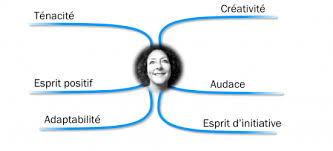 Ténacité
Créativité
Esprit positif
Audace
Adaptabilité
Esprit d'initiative